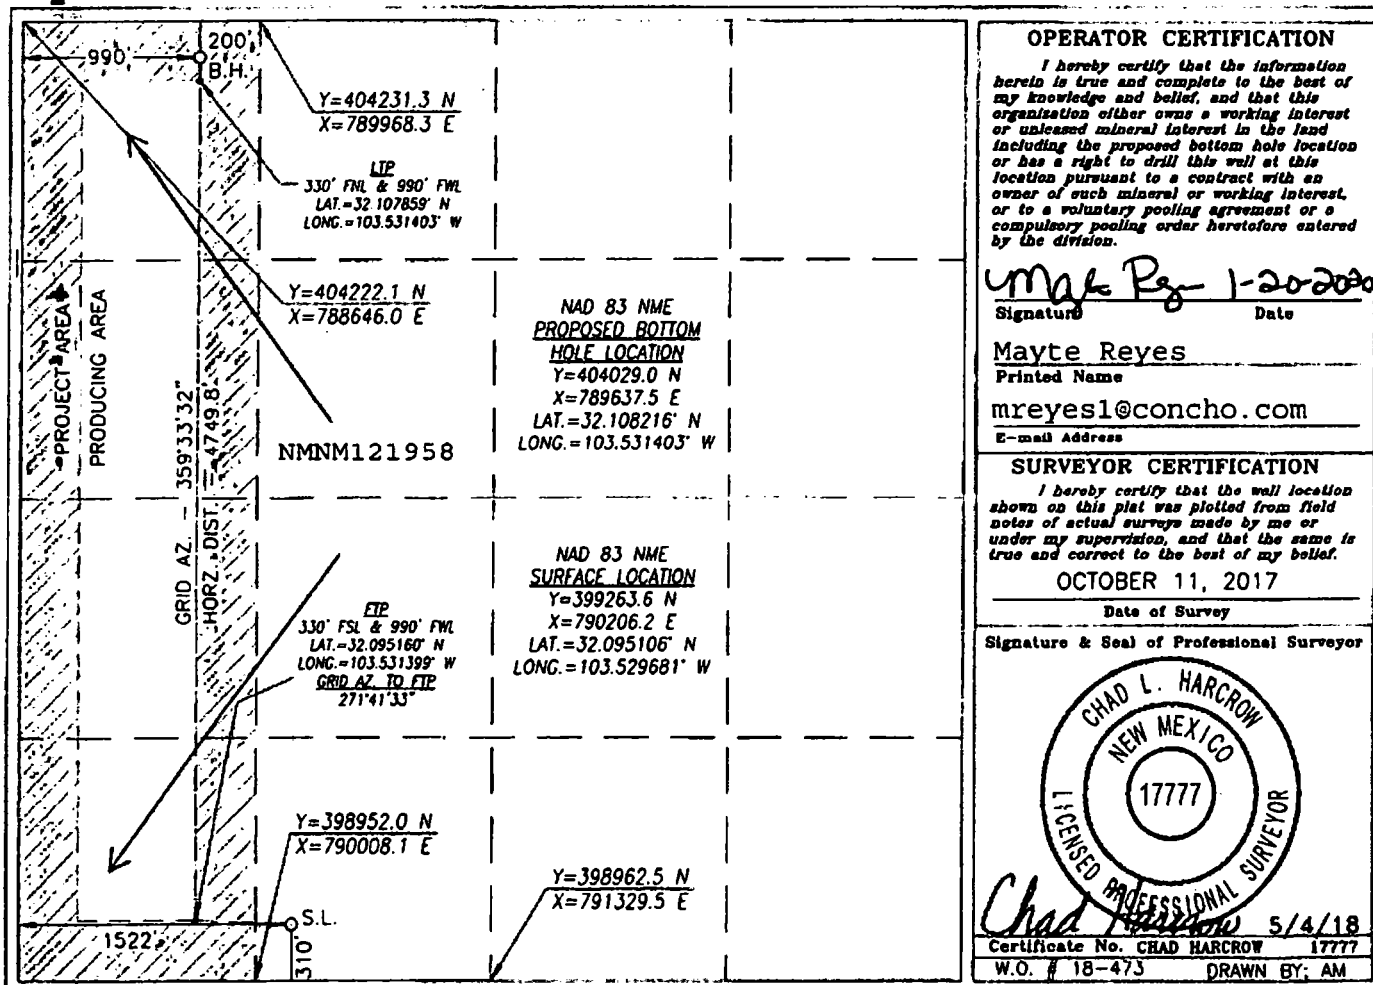 990'
200'
B.H.
Y=404231.3 N
X=789968.3 E
LTP
330' FNL & 990' FWL
LAT.=32.107859° N
LONG.=103.531403° W
Y=404222.1 N
X=788646.0 E
PROJECT AREA
PRODUCING AREA
GRID AZ. - 359°33'32"
HORZ. DIST. = 4749.8'
NMNM121958
NAD 83 NME
PROPOSED BOTTOM
HOLE LOCATION
Y=404029.0 N
X=789637.5 E
LAT.=32.108216° N
LONG.=103.531403° W
NAD 83 NME
SURFACE LOCATION
Y=399263.6 N
X=790206.2 E
LAT.=32.095106° N
LONG.=103.529681° W
FTP
330' FSL & 990' FWL
LAT.=32.095160° N
LONG.=103.531399° W
GRID AZ. TO FTP
271°41'33"
Y=398952.0 N
X=790008.1 E
Y=398962.5 N
X=791329.5 E
S.L.
1522'
310'
OPERATOR CERTIFICATION
I hereby certify that the information
herein is true and complete to the best of
my knowledge and belief, and that this
organization either owns a working interest
or unleased mineral interest in the land
including the proposed bottom hole location
or has a right to drill this well at this
location pursuant to a contract with an
owner of such mineral or working interest,
or to a voluntary pooling agreement or a
compulsory pooling order heretofore entered
by the division.
1-20-2020
Signature Date
Mayte Reyes
Printed Name
mreyes1@concho.com
E-mail Address
SURVEYOR CERTIFICATION
I hereby certify that the well location
shown on this plat was plotted from field
notes of actual surveys made by me or
under my supervision, and that the same is
true and correct to the best of my belief.
OCTOBER 11, 2017
Date of Survey
Signature & Seal of Professional Surveyor
CHAD L. HARCROW
NEW MEXICO
17777
LICENSED PROFESSIONAL SURVEYOR
Chad Harcrow 5/4/18
Certificate No. CHAD HARCROW 17777
W.O. # 18-473 DRAWN BY: AM